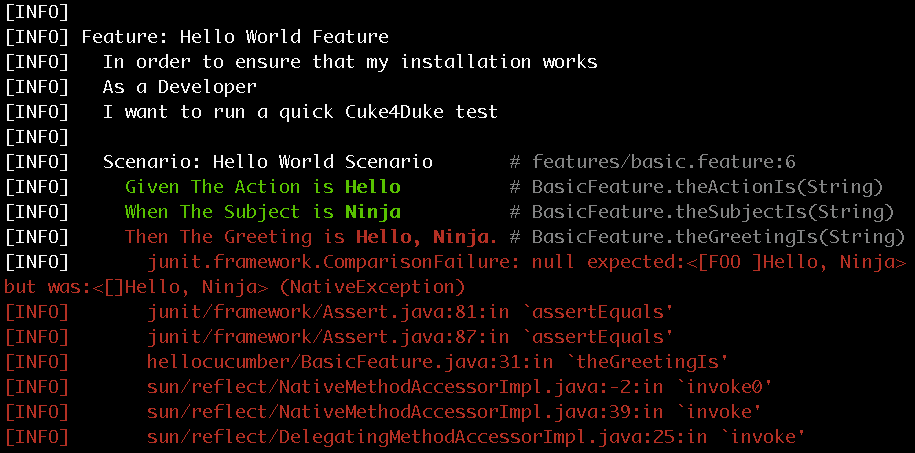 [INFO]
[INFO] Feature: Hello World Feature
[INFO]   In order to ensure that my installation works
[INFO]   As a Developer
[INFO]   I want to run a quick Cuke4Duke test
[INFO]
[INFO]   Scenario: Hello World Scenario       # features/basic.feature:6
[INFO]     Given The Action is Hello          # BasicFeature.theActionIs(String)
[INFO]     When The Subject is Ninja          # BasicFeature.theSubjectIs(String)
[INFO]     Then The Greeting is Hello, Ninja. # BasicFeature.theGreetingIs(String)
[INFO]       junit.framework.ComparisonFailure: null expected:<[FOO ]Hello, Ninja>
but was:<[]Hello, Ninja> (NativeException)
[INFO]       junit/framework/Assert.java:81:in `assertEquals'
[INFO]       junit/framework/Assert.java:87:in `assertEquals'
[INFO]       hellocucumber/BasicFeature.java:31:in `theGreetingIs'
[INFO]       sun/reflect/NativeMethodAccessorImpl.java:-2:in `invoke0'
[INFO]       sun/reflect/NativeMethodAccessorImpl.java:39:in `invoke'
[INFO]       sun/reflect/DelegatingMethodAccessorImpl.java:25:in `invoke'